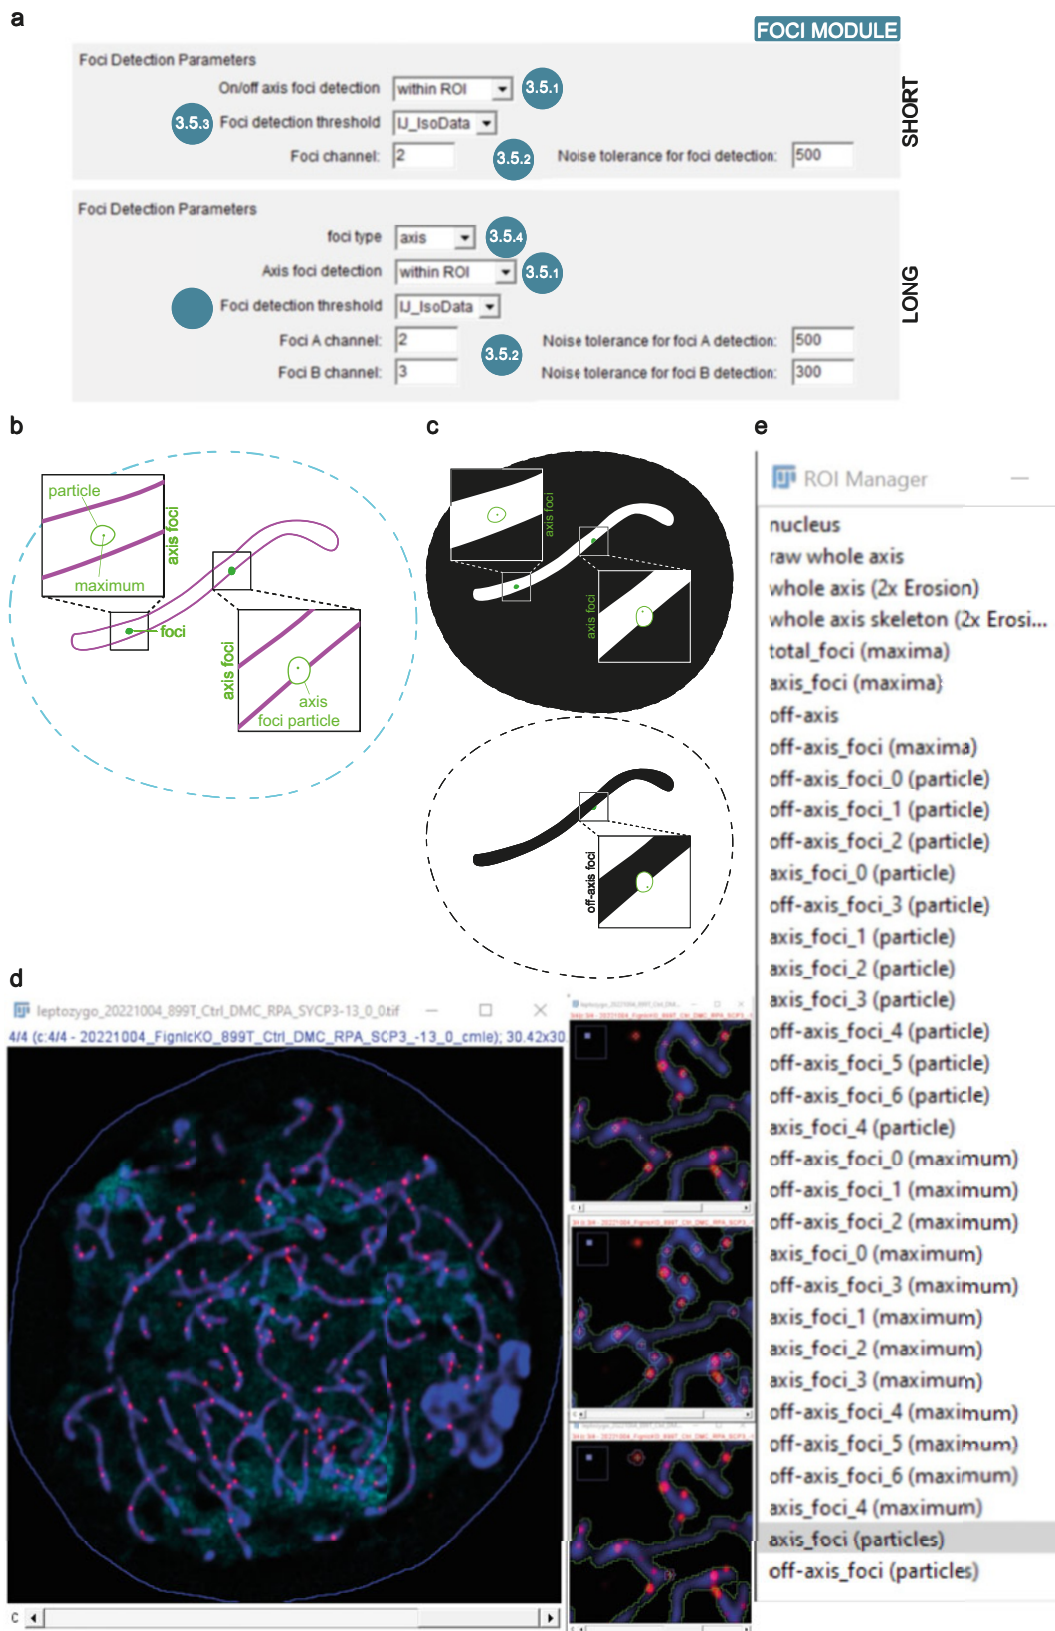 a
FOCI MODULE
Foci Detection Parameters
On/off axis foci detection within ROI 3.5.1
3.5.3 Foci detection threshold IJ_IsoData
Foci channel: 2 3.5.2 Noise tolerance for foci detection: 500
SHORT
Foci Detection Parameters
foci type axis 3.5.4
Axis foci detection within ROI 3.5.1
Foci detection threshold IJ_IsoData
Foci A channel: 2 3.5.2 Noise tolerance for foci A detection: 500
Foci B channel: 3 Noise tolerance for foci B detection: 300
LONG
b
particle
maximum
axis foci
foci
axis foci
axis
foci particle
c
axis foci
axis foci
off-axis foci
d
leptozygo_20221004_899T_Ctrl_DMC_RPA_SYCP3-13_0_0.tif
4/4 (c:4/4 - 20221004_FignlcKO_899T_Ctrl_DMC_RPA_SCP3_-13_0_cmle); 30.42x30.
c
e
ROI Manager
nucleus
raw whole axis
whole axis (2x Erosion)
whole axis skeleton (2x Erosi...
total_foci (maxima)
axis_foci (maxima)
off-axis
off-axis_foci (maxima)
off-axis_foci_0 (particle)
off-axis_foci_1 (particle)
off-axis_foci_2 (particle)
axis_foci_0 (particle)
off-axis_foci_3 (particle)
axis_foci_1 (particle)
axis_foci_2 (particle)
axis_foci_3 (particle)
off-axis_foci_4 (particle)
off-axis_foci_5 (particle)
off-axis_foci_6 (particle)
axis_foci_4 (particle)
off-axis_foci_0 (maximum)
off-axis_foci_1 (maximum)
off-axis_foci_2 (maximum)
axis_foci_0 (maximum)
off-axis_foci_3 (maximum)
axis_foci_1 (maximum)
axis_foci_2 (maximum)
axis_foci_3 (maximum)
off-axis_foci_4 (maximum)
off-axis_foci_5 (maximum)
off-axis_foci_6 (maximum)
axis_foci_4 (maximum)
axis_foci (particles)
off-axis_foci (particles)